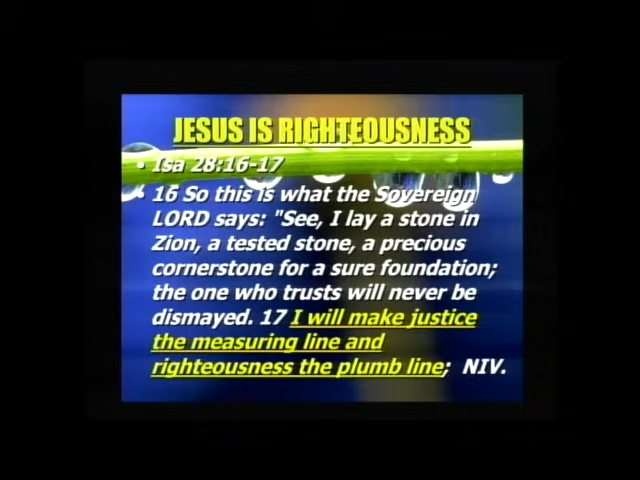 JESUS IS RIGHTEOUSNESS
• Isa 28:16-17
• 16 So this is what the Sovereign
LORD says: "See, I lay a stone in
Zion, a tested stone, a precious
cornerstone for a sure foundation;
the one who trusts will never be
dismayed. 17 I will make justice
the measuring line and
righteousness the plumb line;  NIV.